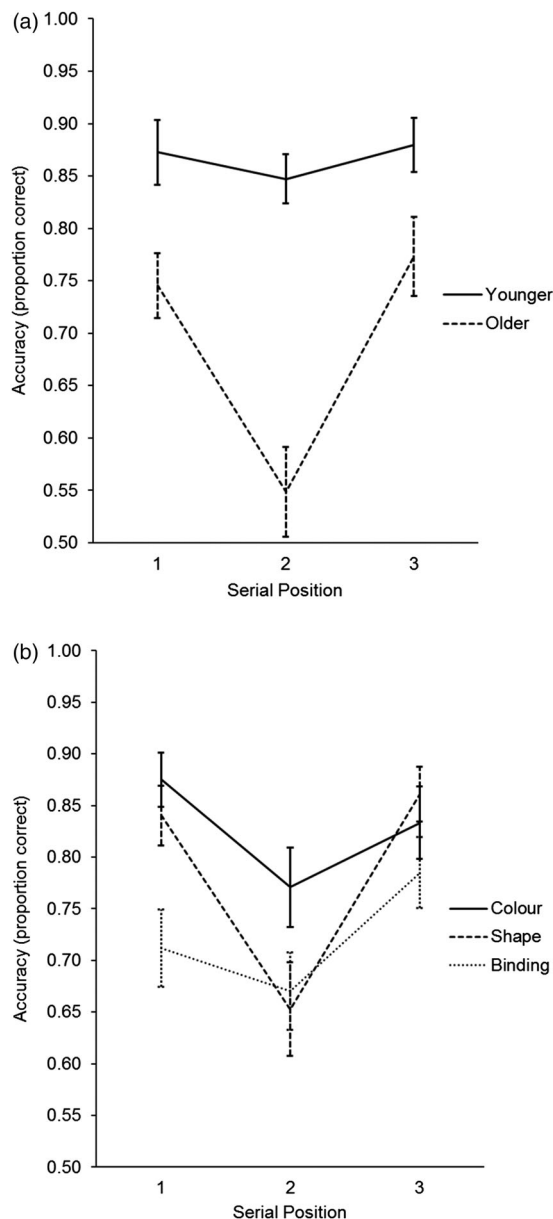 (a)
1.00
0.95
0.90
0.85
0.80
0.75
0.70
0.65
0.60
0.55
0.50
Accuracy (proportion correct)
1 2 3
Serial Position
Younger
Older
(b)
1.00
0.95
0.90
0.85
0.80
0.75
0.70
0.65
0.60
0.55
0.50
Accuracy (proportion correct)
1 2 3
Serial Position
Colour
Shape
Binding